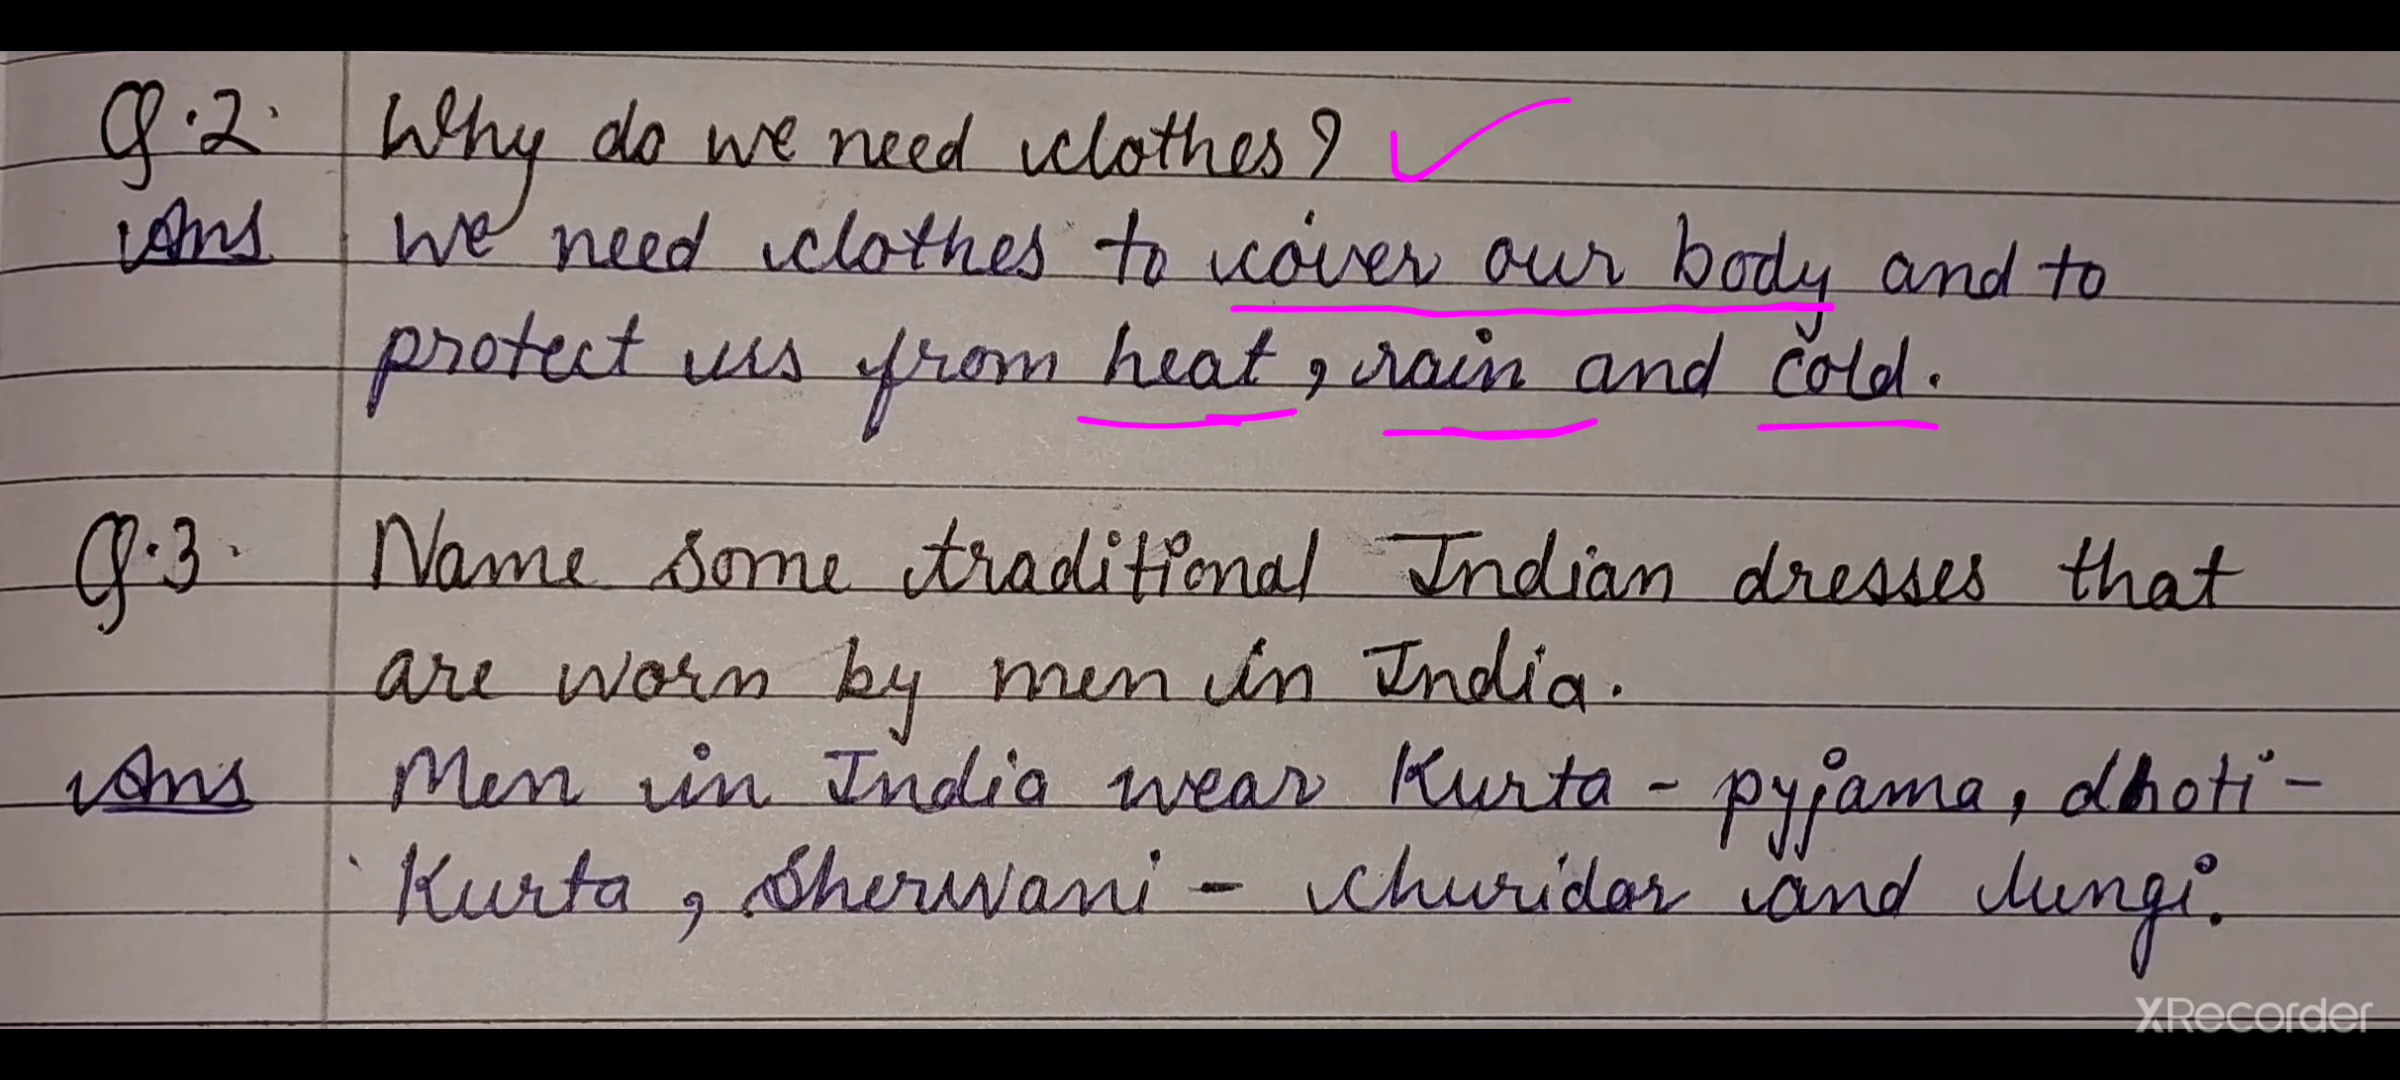 Q.2. Why do we need clothes?
Ans We need clothes to cover our body and to
protect us from heat, rain and cold.
Q.3. Name some traditional Indian dresses that
are worn by men in India.
Ans Men in India wear Kurta - pyjama, dhoti -
Kurta, Sherwani - churidar and lungi.
XRecorder